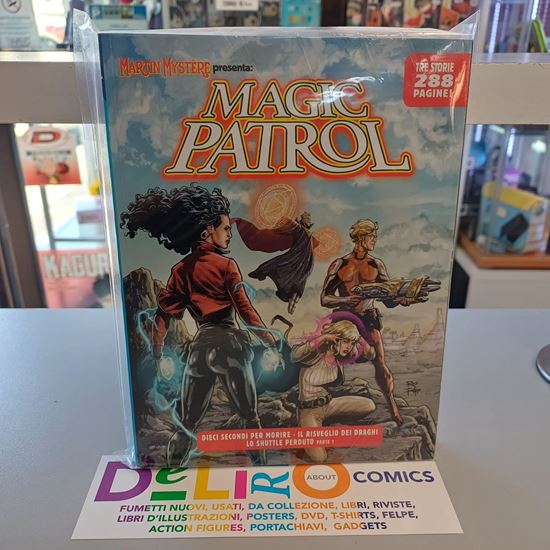 MARTIN MYSTÈRE presenta:
TRE STORIE
288
PAGINE!
MAGIC
PATROL
KAGUR
DIECI SECONDI PER MORIRE - IL RISVEGLIO DEI DRAGHI
LO SHUTTLE PERDUTO PARTE 1
DeLiRO ABOUT COMICS
FUMETTI NUOVI, USATI, DA COLLEZIONE, LIBRI, RIVISTE,
LIBRI D'ILLUSTRAZIONI, POSTERS, DVD, T-SHIRTS, FELPE,
ACTION FIGURES, PORTACHIAVI, GADGETS